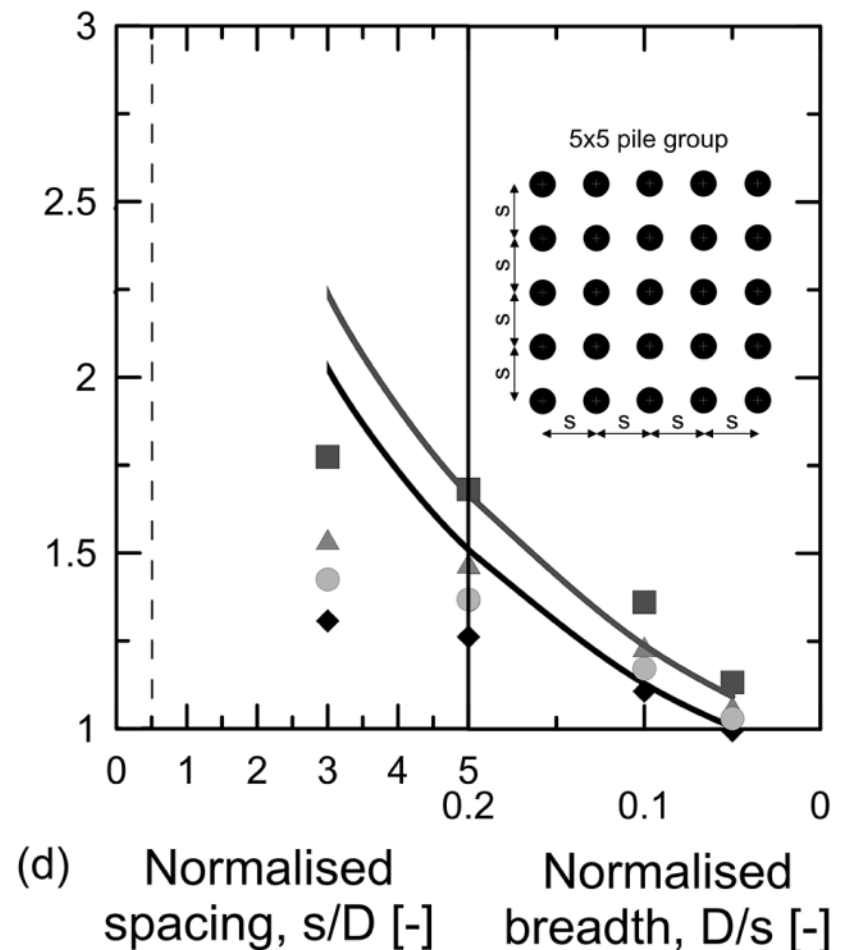 3
2.5
2
1.5
1
5x5 pile group
s
s
s
s
s s s s
0 1 2 3 4 5
0.2 0.1 0
(d) Normalised spacing, s/D [-]
Normalised breadth, D/s [-]